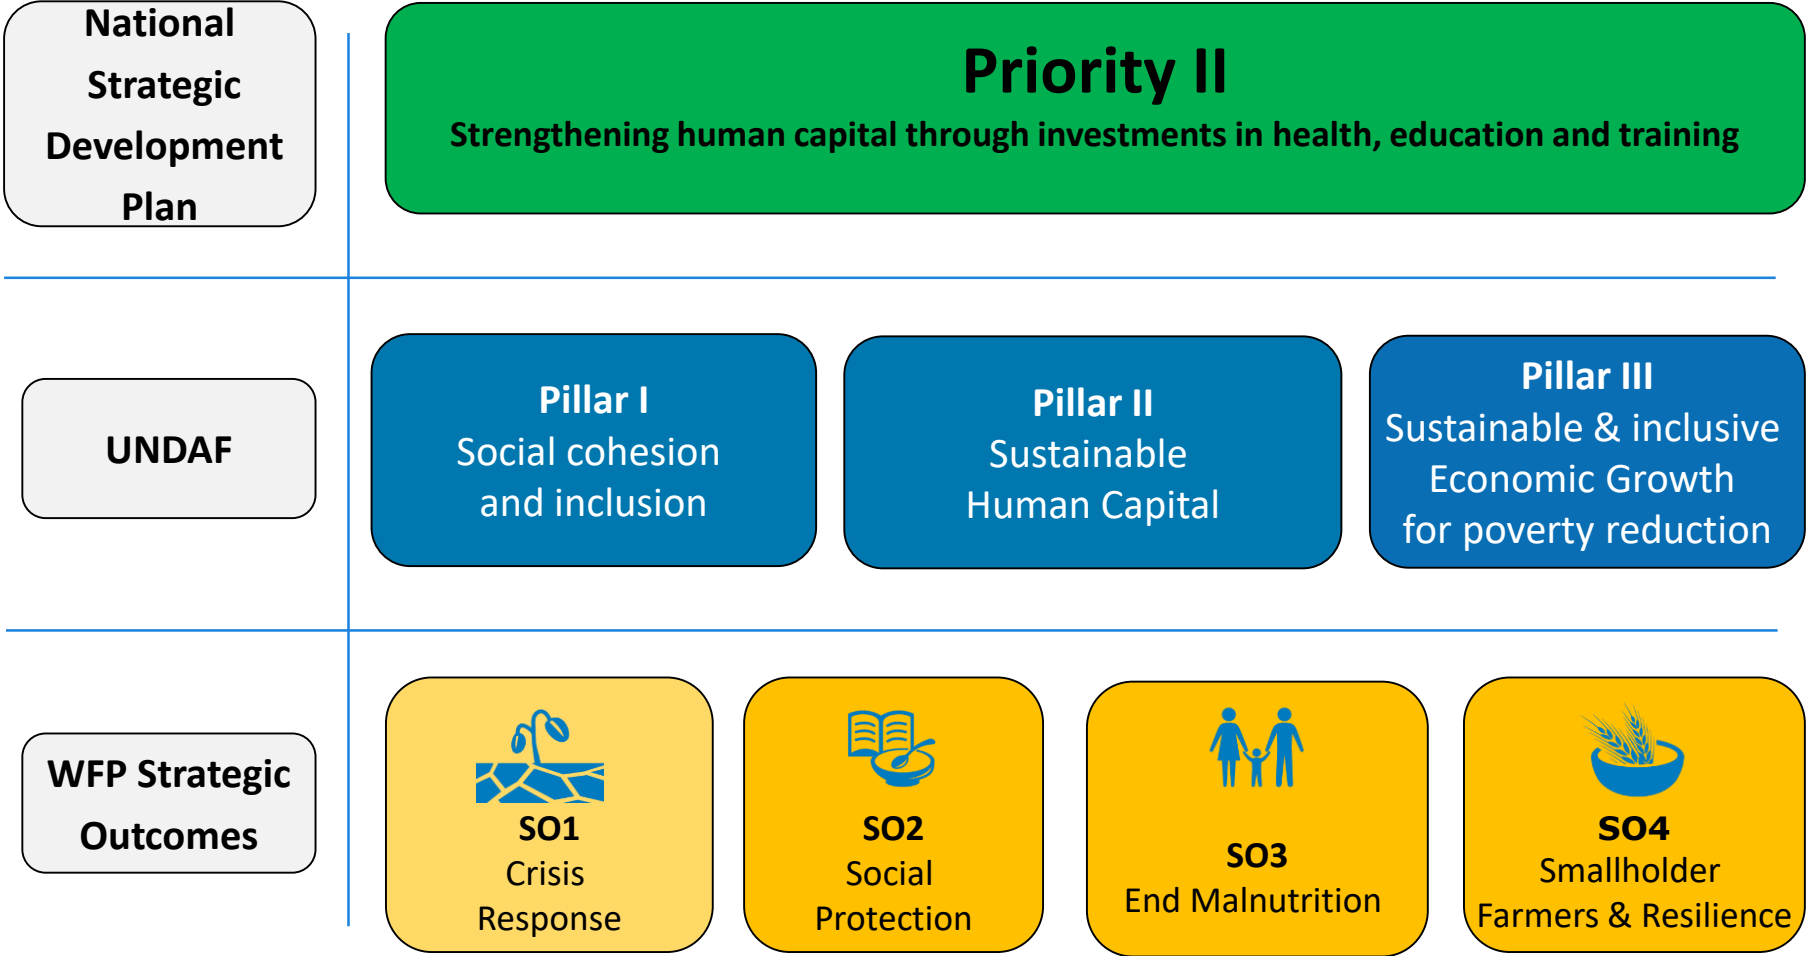 National
Strategic
Development
Plan
Priority II
Strengthening human capital through investments in health, education and training
UNDAF
Pillar I
Social cohesion
and inclusion
Pillar II
Sustainable
Human Capital
Pillar III
Sustainable & inclusive
Economic Growth
for poverty reduction
WFP Strategic
Outcomes
SO1
Crisis
Response
SO2
Social
Protection
SO3
End Malnutrition
SO4
Smallholder
Farmers & Resilience